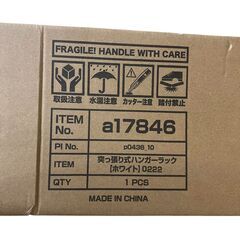 FRAGILE! HANDLE WITH CARE
取扱注意 水濡注意 カッター注意 踏付禁止
ITEM No. a17846
PI No. p0436_10
ITEM 突っ張り式ハンガーラック
【ホワイト】0222
QTY 1 PCS
MADE IN CHINA